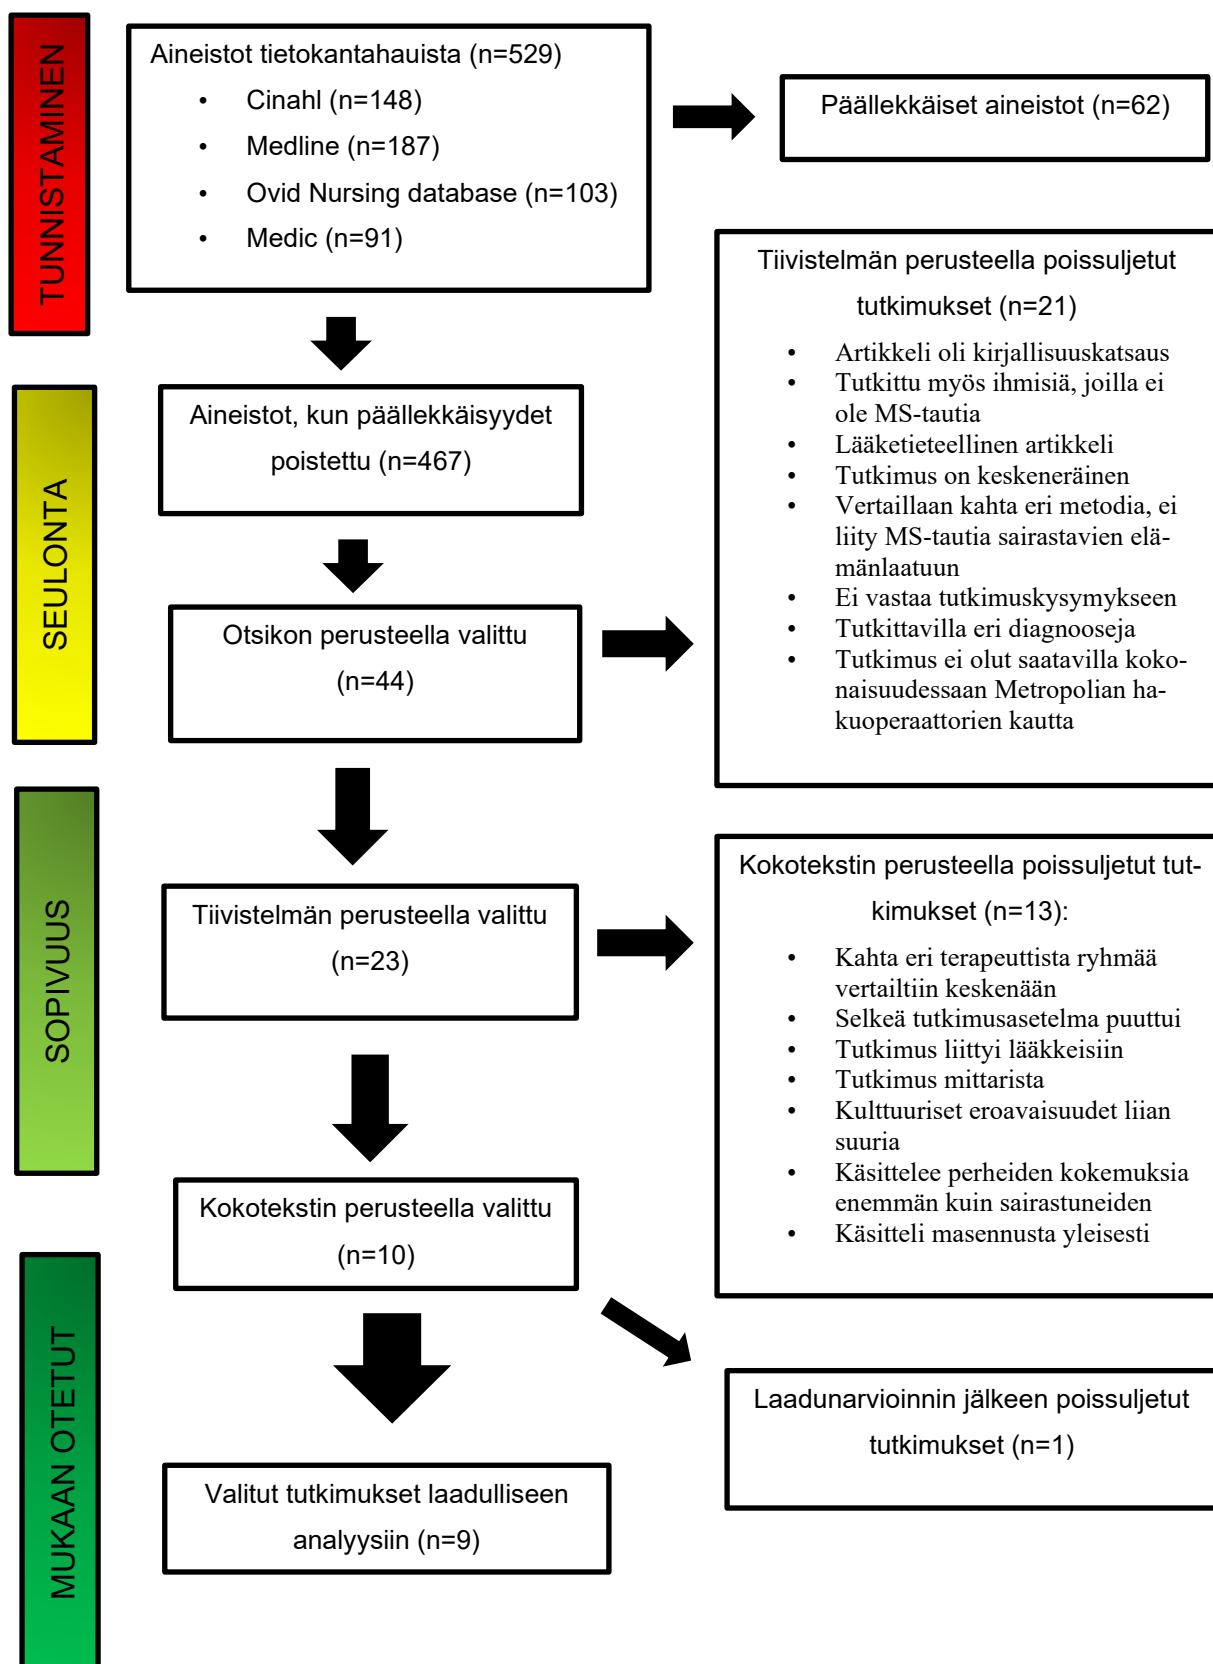 TUNNISTAMINEN
Aineistot tietokantahauista (n=529)
• Cinahl (n=148)
• Medline (n=187)
• Ovid Nursing database (n=103)
• Medic (n=91)
Päällekkäiset aineistot (n=62)
SEULONTA
Aineistot, kun päällekkäisyydet
poistettu (n=467)
Otsikon perusteella valittu
(n=44)
Tiivistelmän perusteella poissuljetut
tutkimukset (n=21)
• Artikkeli oli kirjallisuuskatsaus
• Tutkittu myös ihmisiä, joilla ei
ole MS-tautia
• Lääketieteellinen artikkeli
• Tutkimus on keskeneräinen
• Vertaillaan kahta eri metodia, ei
liity MS-tautia sairastavien elä-
mänlaatuun
• Ei vastaa tutkimuskysymykseen
• Tutkittavilla eri diagnooseja
• Tutkimus ei olut saatavilla koko-
naisuudessaan Metropolian ha-
kuoperaattorien kautta
SOPIVUUS
Tiivistelmän perusteella valittu
(n=23)
Kokotekstin perusteella poissuljetut tut-
kimukset (n=13):
• Kahta eri terapeuttista ryhmää
vertailtiin keskenään
• Selkeä tutkimusasetelma puuttui
• Tutkimus liittyi lääkkeisiin
• Tutkimus mittarista
• Kulttuuriset eroavaisuudet liian
suuria
• Käsittelee perheiden kokemuksia
enemmän kuin sairastuneiden
• Käsitteli masennusta yleisesti
Kokotekstin perusteella valittu
(n=10)
MUKAAN OTETUT
Laadunarvioinnin jälkeen poissuljetut
tutkimukset (n=1)
Valitut tutkimukset laadulliseen
analyysiin (n=9)